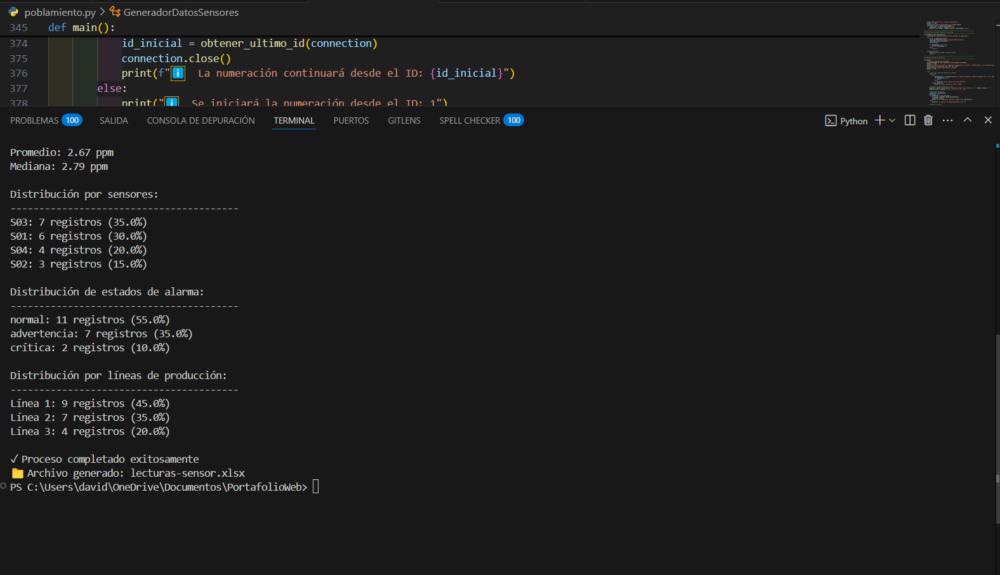 poblamiento.py > GeneradorDatosSensores
345 def main():
374 id_inicial = obtener_ultimo_id(connection)
375 connection.close()
376 print(f"ℹ️  La numeración continuará desde el ID: {id_inicial}")
377 else:
378 print("ℹ️  Se iniciará la numeración desde el ID: 1")
PROBLEMAS 100 SALIDA CONSOLA DE DEPURACIÓN TERMINAL PUERTOS GITLENS SPELL CHECKER 100 Python
Promedio: 2.67 ppm
Mediana: 2.79 ppm
Distribución por sensores:
----------------------------------------
S03: 7 registros (35.0%)
S01: 6 registros (30.0%)
S04: 4 registros (20.0%)
S02: 3 registros (15.0%)
Distribución de estados de alarma:
----------------------------------------
normal: 11 registros (55.0%)
advertencia: 7 registros (35.0%)
crítica: 2 registros (10.0%)
Distribución por líneas de producción:
----------------------------------------
Línea 1: 9 registros (45.0%)
Línea 2: 7 registros (35.0%)
Línea 3: 4 registros (20.0%)
✓ Proceso completado exitosamente
📁 Archivo generado: lecturas-sensor.xlsx
PS C:\Users\david\OneDrive\Documentos\PortafolioWeb>